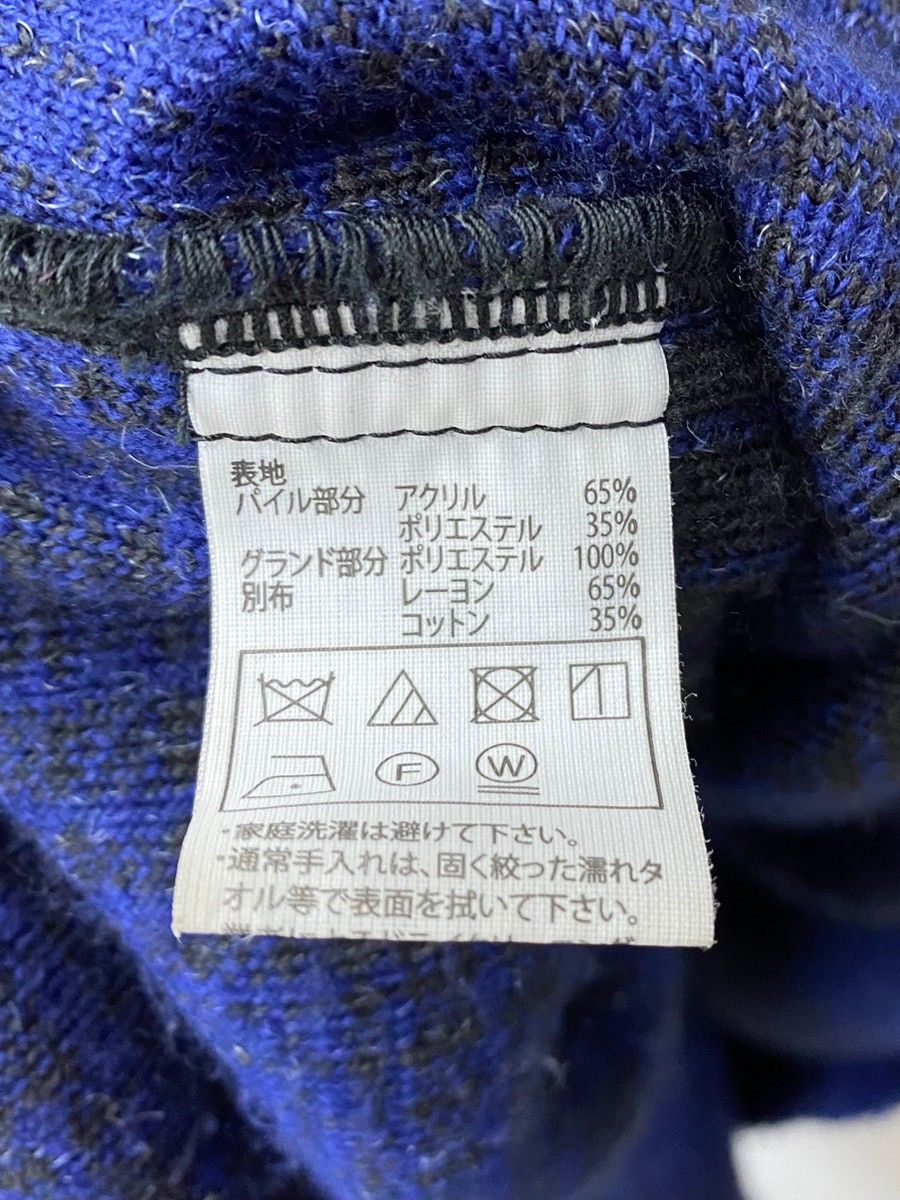 表地
パイル部分 アクリル 65%
ポリエステル 35%
グランド部分 ポリエステル 100%
別布 レーヨン 65%
コットン 35%
F W
・家庭洗濯は避けて下さい。
・通常手入れは、固く絞った濡れタ
オル等で表面を拭いて下さい。